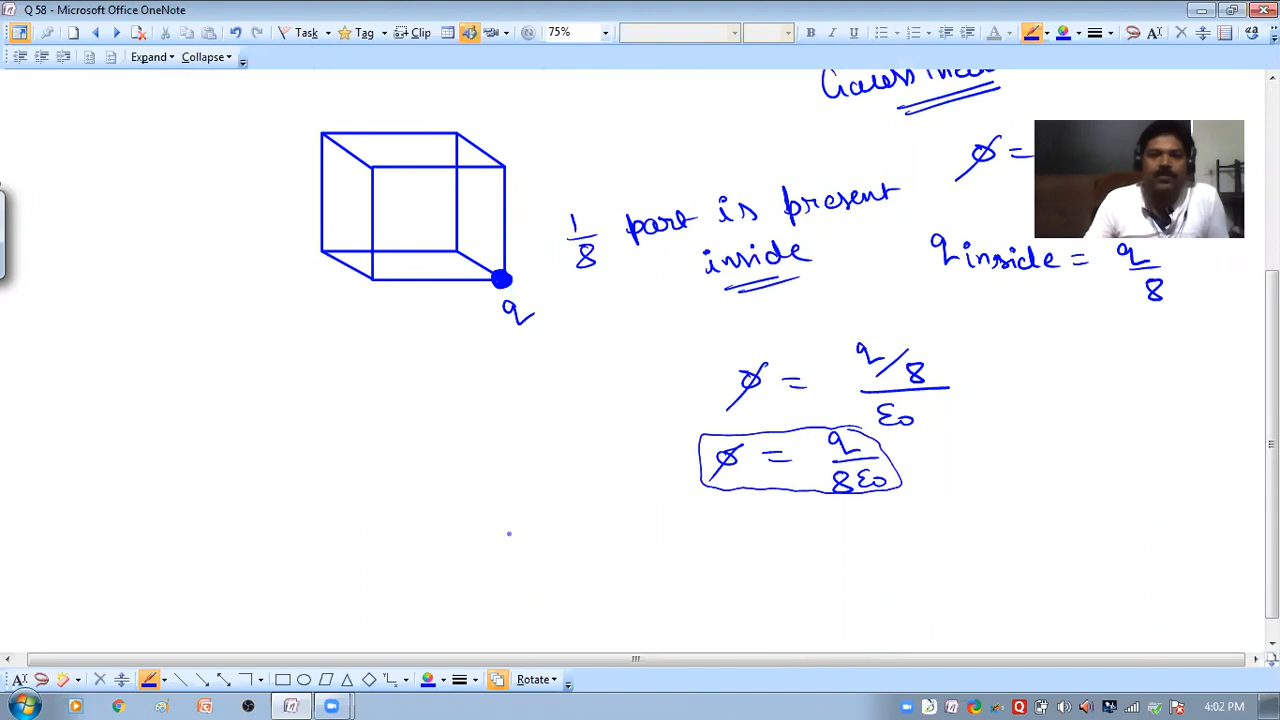 Q 58 - Microsoft Office OneNote
Task
Tag
Clip
75%
B I U
Expand
Collapse
ϕ =
1/8 part is present
inside
q inside = q/8
q
ϕ = q/8 / ε0
ϕ = q / 8ε0
Rotate
4:02 PM